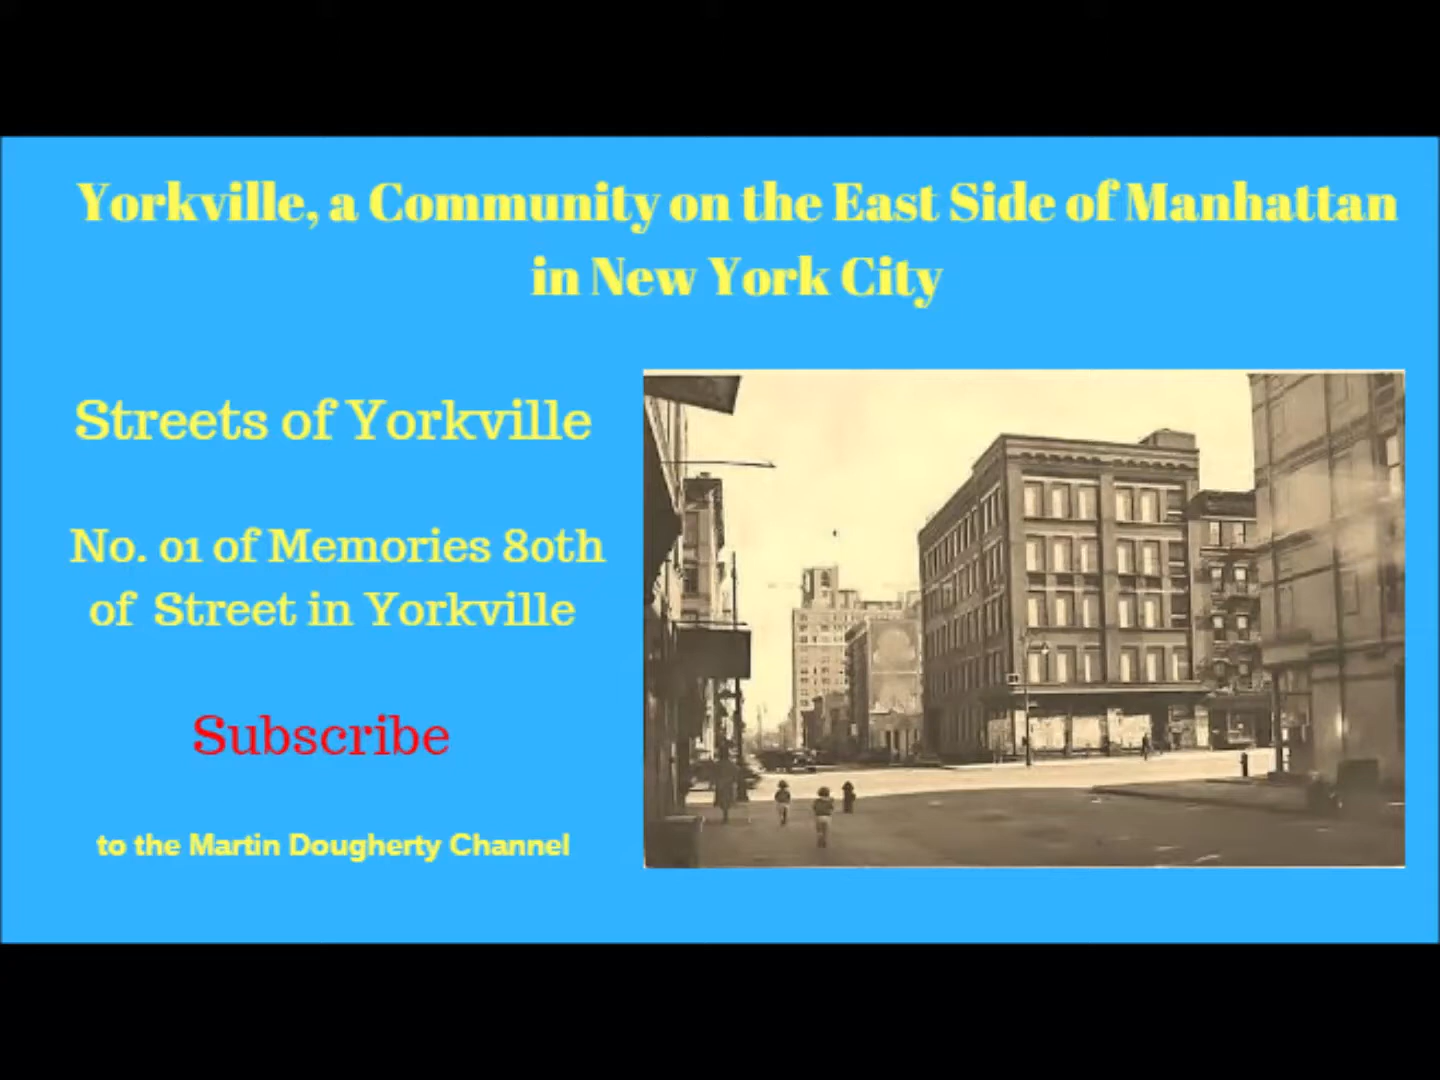 Yorkville, a Community on the East Side of Manhattan
in New York City
Streets of Yorkville
No. 01 of Memories 80th
of Street in Yorkville
Subscribe
to the Martin Dougherty Channel